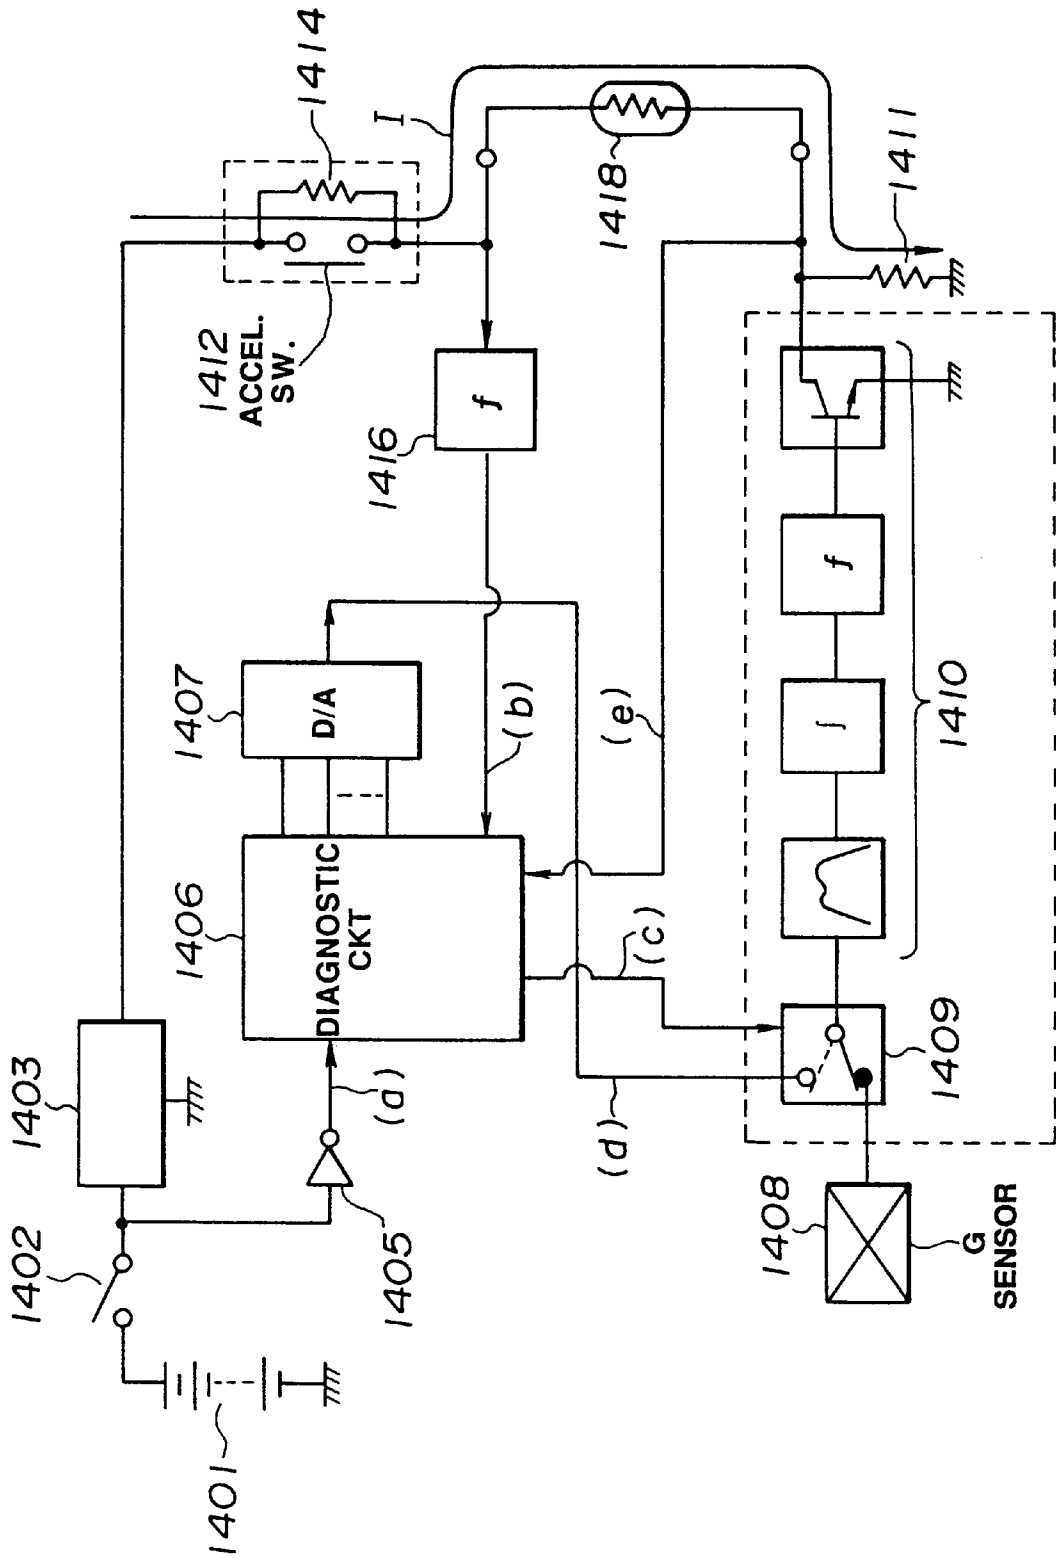 1401
1402
1403
1405
(a)
1406
DIAGNOSTIC
CKT
1407
D/A
1412
ACCEL.
SW.
1414
I
1416
f
(b)
1418
(e)
1411
(c)
(d)
1408
G
SENSOR
1409
1410
∫
f